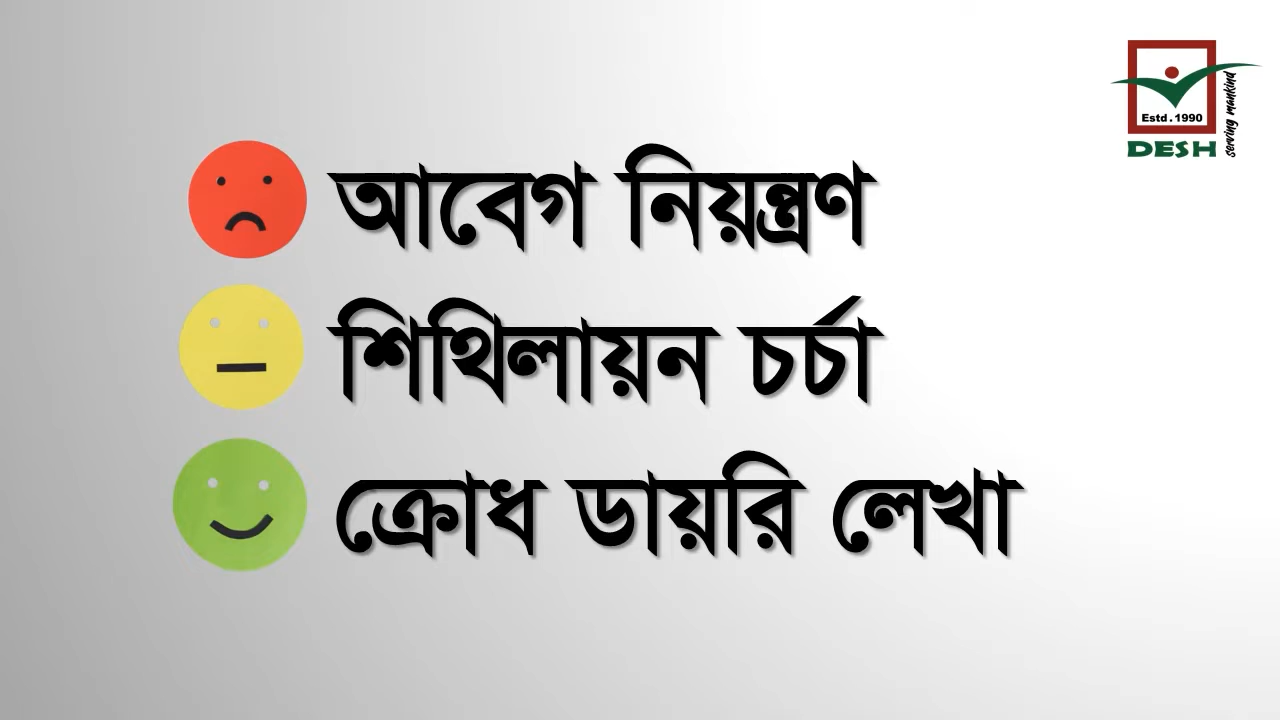 আবেগ নিয়ন্ত্রণ
শিথিলায়ন চর্চা
ক্রোধ ডায়রি লেখা
Estd.1990
DESH
Serving mankind